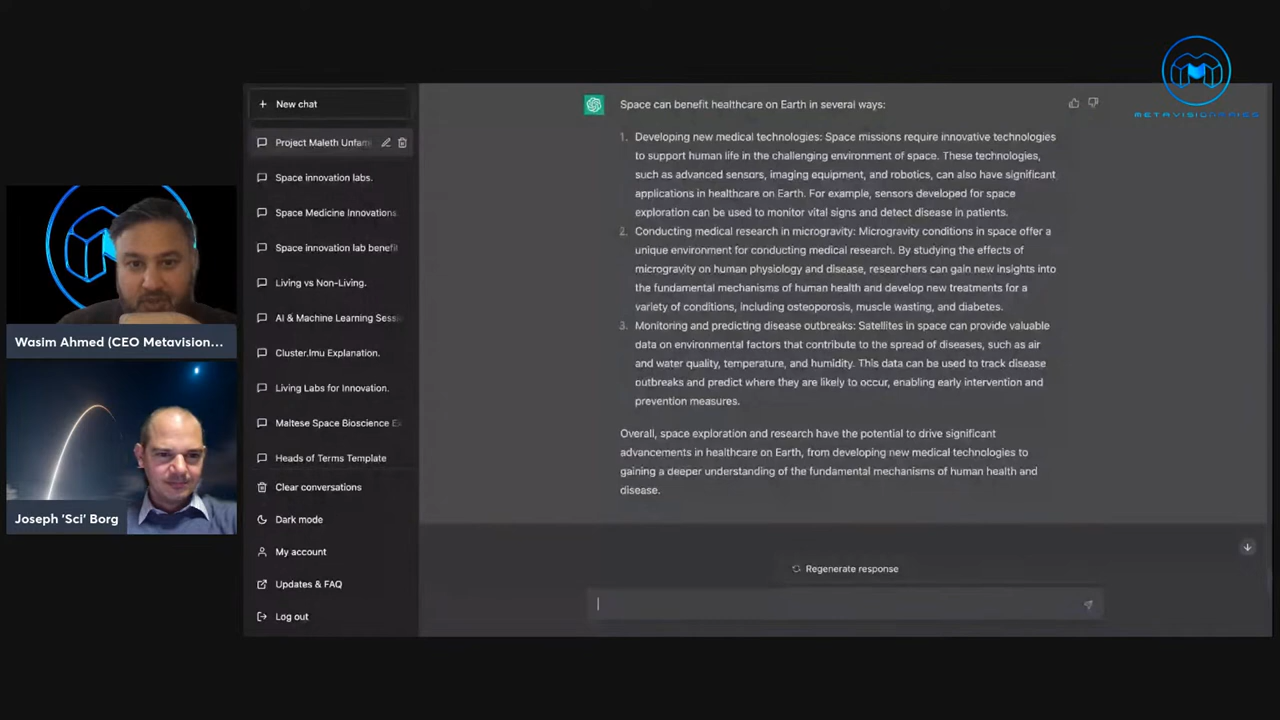 METAVISIONARIES
+ New chat
Project Maleth Unfam
Space innovation labs.
Space Medicine Innovations.
Space innovation lab benefit
Living vs Non-Living.
AI & Machine Learning Sessi
Cluster.Imu Explanation.
Living Labs for Innovation.
Maltese Space Bioscience E
Heads of Terms Template
Clear conversations
Dark mode
My account
Updates & FAQ
Log out
Wasim Ahmed (CEO Metavision...
Joseph 'Sci' Borg
Space can benefit healthcare on Earth in several ways:
1. Developing new medical technologies: Space missions require innovative technologies
to support human life in the challenging environment of space. These technologies,
such as advanced sensors, imaging equipment, and robotics, can also have significant
applications in healthcare on Earth. For example, sensors developed for space
exploration can be used to monitor vital signs and detect disease in patients.
2. Conducting medical research in microgravity: Microgravity conditions in space offer a
unique environment for conducting medical research. By studying the effects of
microgravity on human physiology and disease, researchers can gain new insights into
the fundamental mechanisms of human health and develop new treatments for a
variety of conditions, including osteoporosis, muscle wasting, and diabetes.
3. Monitoring and predicting disease outbreaks: Satellites in space can provide valuable
data on environmental factors that contribute to the spread of diseases, such as air
and water quality, temperature, and humidity. This data can be used to track disease
outbreaks and predict where they are likely to occur, enabling early intervention and
prevention measures.
Overall, space exploration and research have the potential to drive significant
advancements in healthcare on Earth, from developing new medical technologies to
gaining a deeper understanding of the fundamental mechanisms of human health and
disease.
Regenerate response